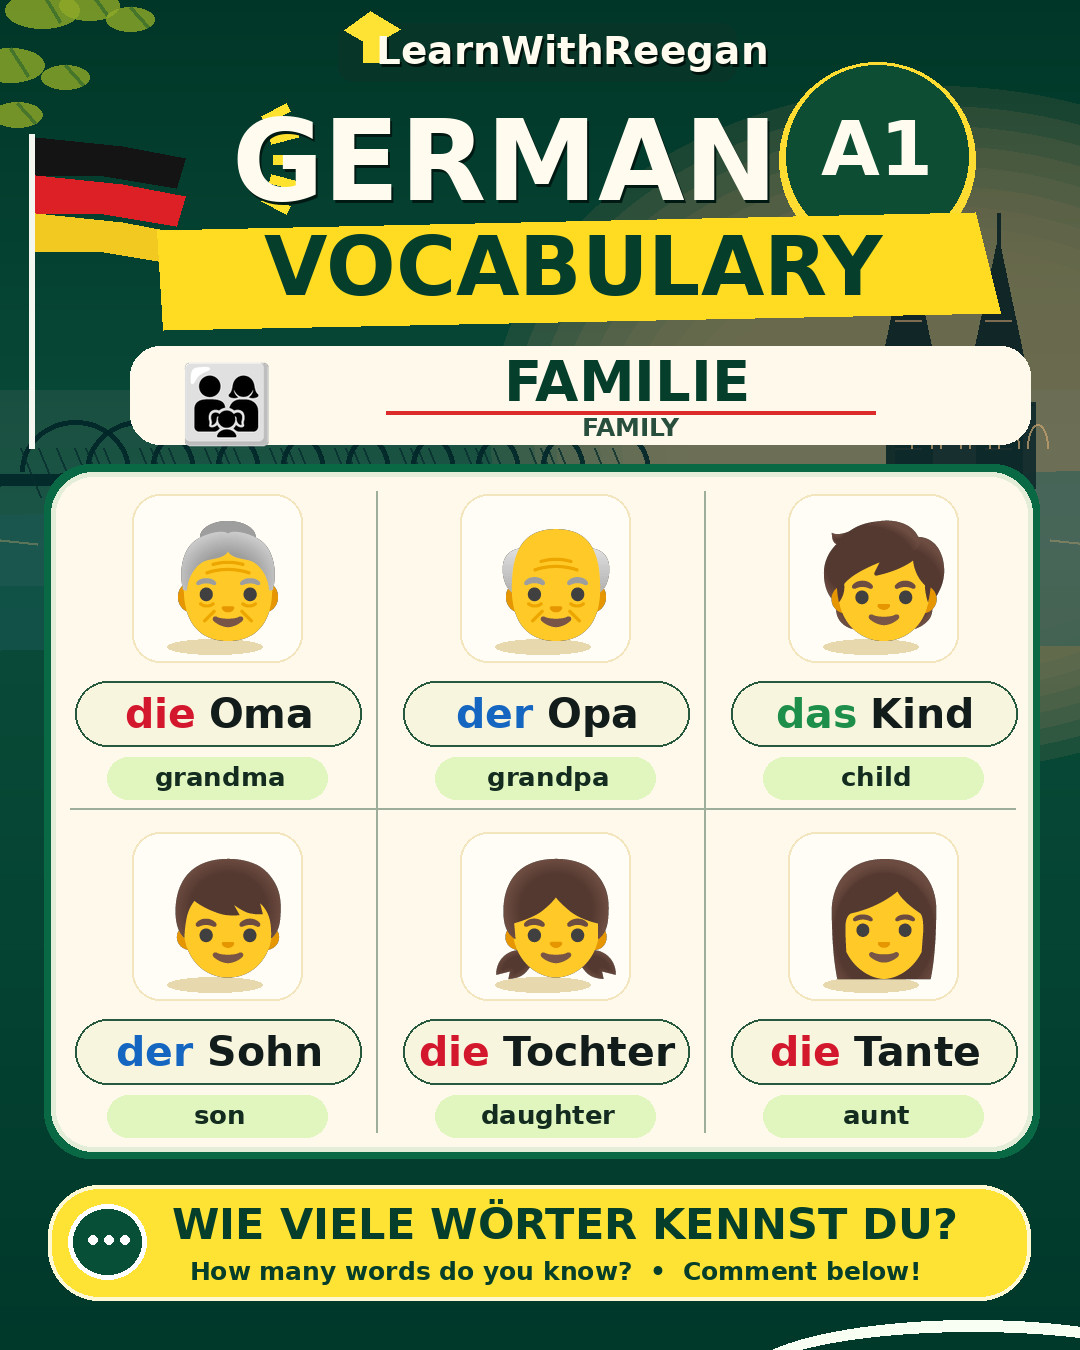 LearnWithReegan
GERMAN
A1
VOCABULARY
FAMILIE
FAMILY
die Oma
der Opa
das Kind
grandma
grandpa
child
der Sohn
die Tochter
die Tante
son
daughter
aunt
WIE VIELE WÖRTER KENNST DU?
How many words do you know? • Comment below!